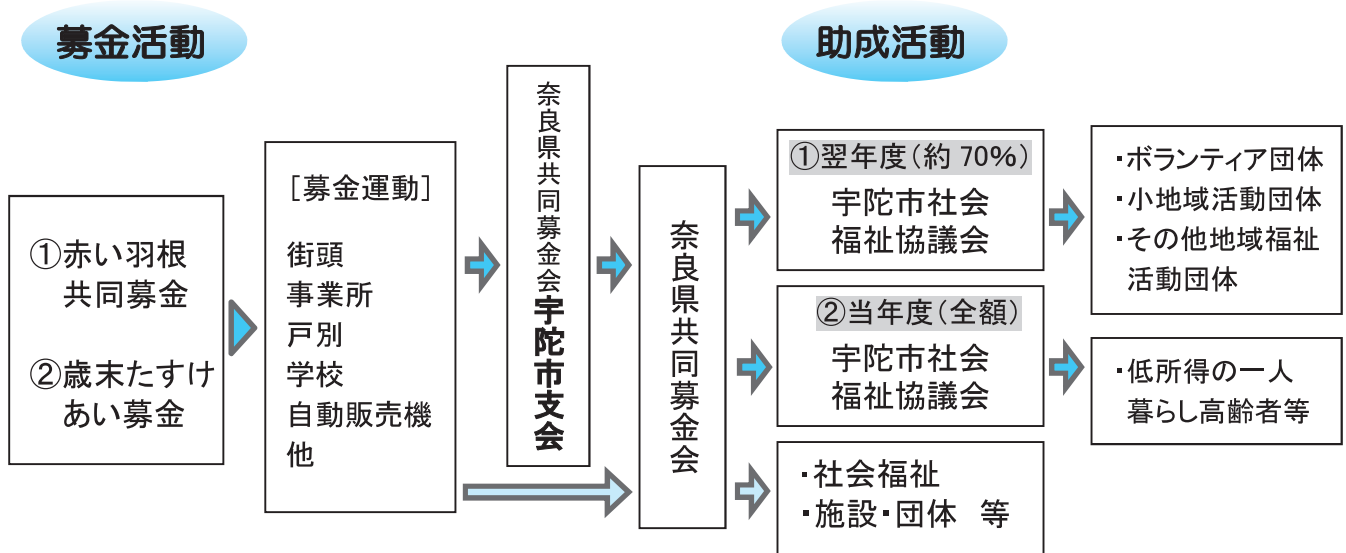 募金活動
助成活動
①赤い羽根
共同募金
②歳末たすけ
あい募金
[募金運動]
街頭
事業所
戸別
学校
自動販売機
他
奈良県共同募金会宇陀市支会
奈良県共同募金会
①翌年度(約70%)
宇陀市社会
福祉協議会
②当年度(全額)
宇陀市社会
福祉協議会
・社会福祉
・施設・団体 等
・ボランティア団体
・小地域活動団体
・その他地域福祉
活動団体
・低所得の一人
暮らし高齢者等